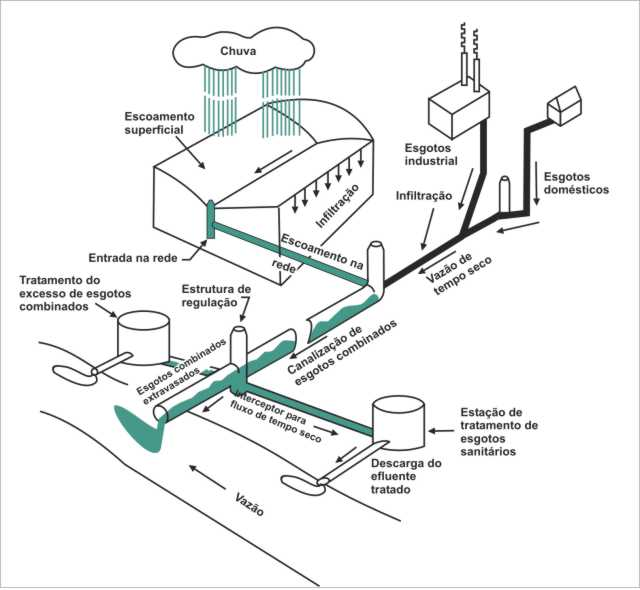 Chuva
Escoamento
superficial
Infiltração
Entrada na rede
Escoamento na
rede
Esgotos
industrial
Infiltração
Esgotos
domésticos
Vazão de
tempo seco
Tratamento do
excesso de esgotos
combinados
Estrutura de
regulação
Canalização de
esgotos combinados
Esgotos combinados
extravasados
Interceptor para
fluxo de tempo seco
Estação de
tratamento de
esgotos
sanitários
Descarga do
efluente
tratado
Vazão